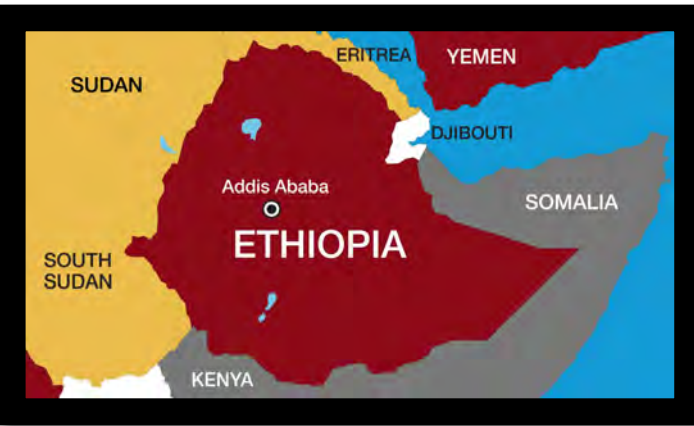 ERITREA
YEMEN
SUDAN
DJIBOUTI
Addis Ababa
SOMALIA
ETHIOPIA
SOUTH
SUDAN
KENYA